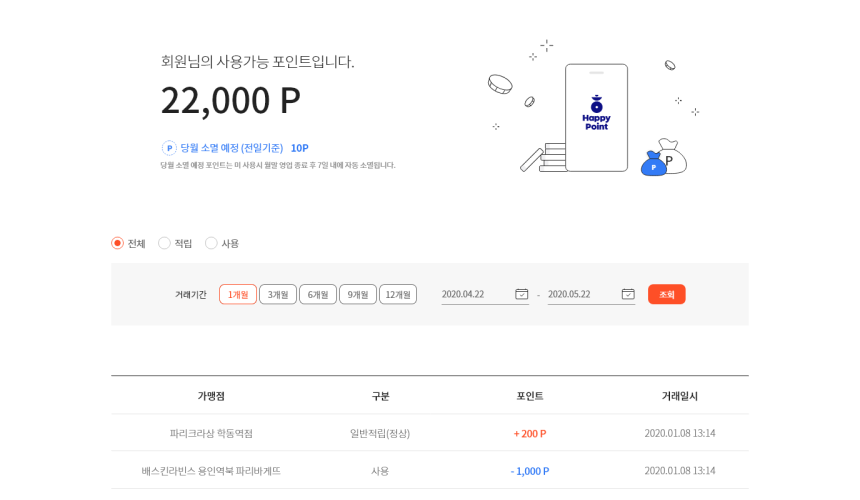 회원님의 사용가능 포인트입니다.
22,000 P
P 당월 소멸 예정 (전일기준) 10P
당월 소멸 예정 포인트는 미 사용시 월말 영업 종료 후 7일 내에 자동 소멸됩니다.
Happy
Point
P
P
전체 적립 사용
거래기간 1개월 3개월 6개월 9개월 12개월 2020.04.22 - 2020.05.22 조회
가맹점 구분 포인트 거래일시
파리크라상 학동역점 일반적립(정상) + 200 P 2020.01.08 13:14
배스킨라빈스 용인역북 파리바게뜨 사용 - 1,000 P 2020.01.08 13:14